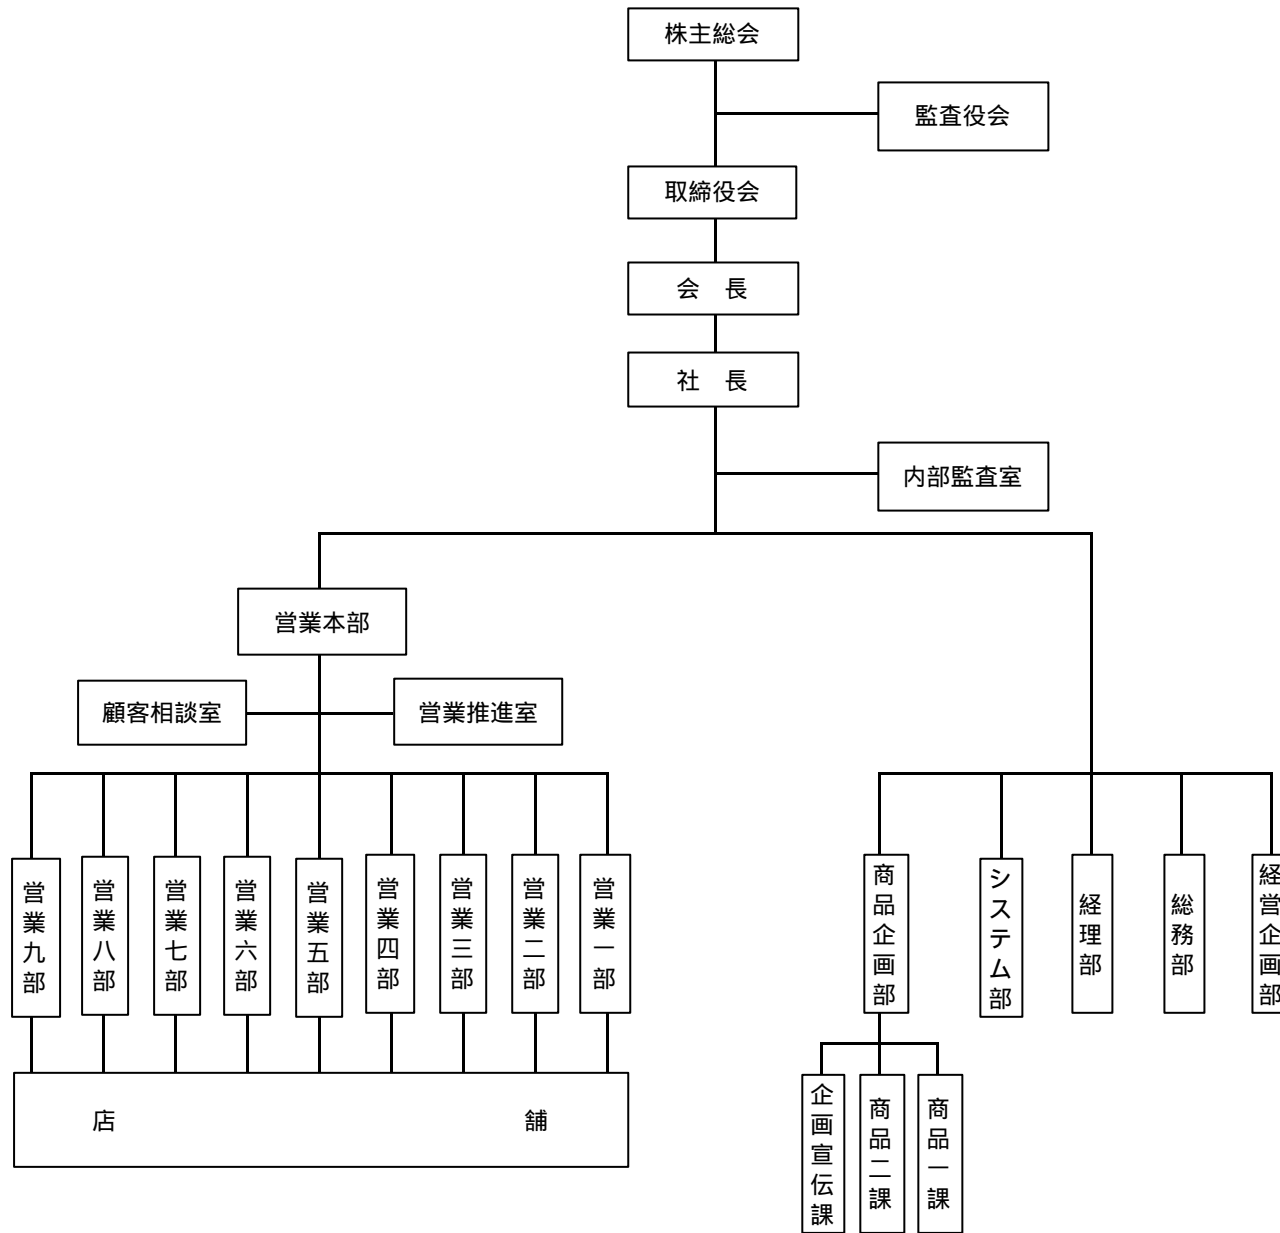 株主総会
監査役会
取締役会
会　長
社　長
内部監査室
営業本部
顧客相談室
営業推進室
営業九部
営業八部
営業七部
営業六部
営業五部
営業四部
営業三部
営業二部
営業一部
商品企画部
システム部
経理部
総務部
経営企画部
店　舗
企画宣伝課
商品二課
商品一課